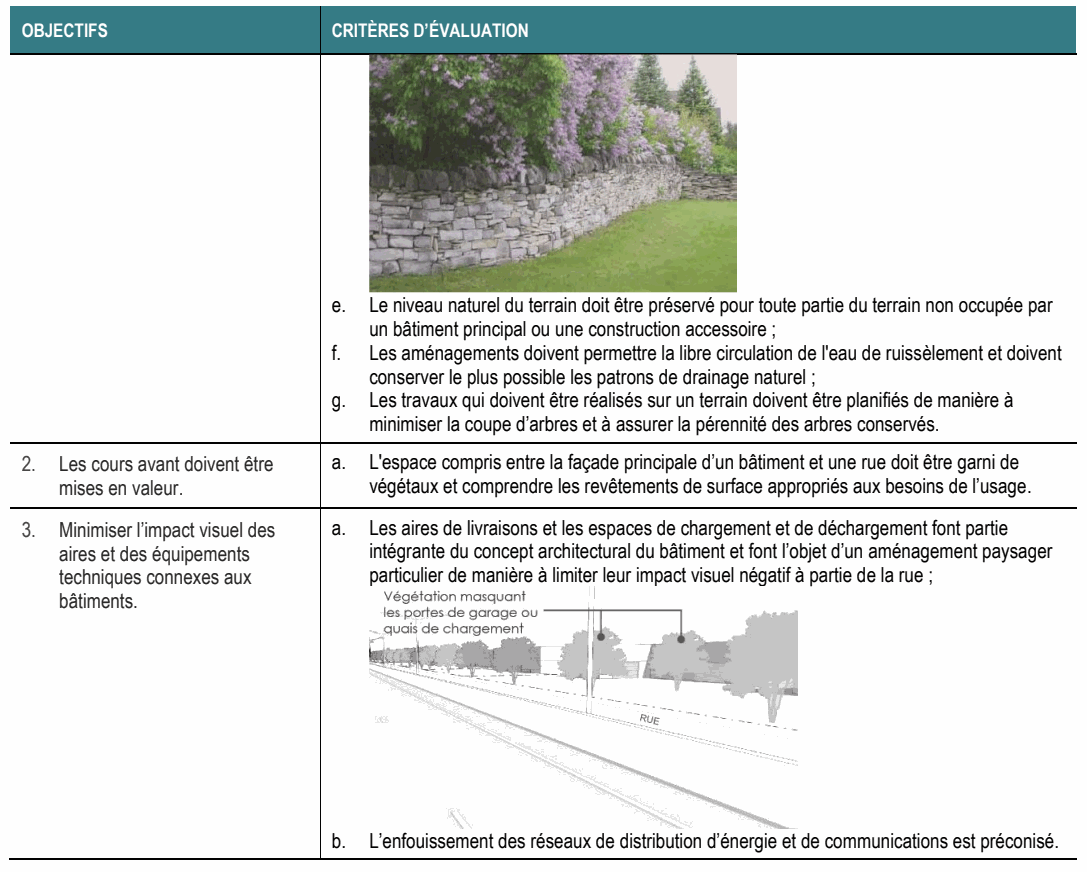 OBJECTIFS
CRITÈRES D'ÉVALUATION
e. Le niveau naturel du terrain doit être préservé pour toute partie du terrain non occupée par
un bâtiment principal ou une construction accessoire ;
f. Les aménagements doivent permettre la libre circulation de l'eau de ruissèlement et doivent
conserver le plus possible les patrons de drainage naturel ;
g. Les travaux qui doivent être réalisés sur un terrain doivent être planifiés de manière à
minimiser la coupe d'arbres et à assurer la pérennité des arbres conservés.
2. Les cours avant doivent être
mises en valeur.
a. L'espace compris entre la façade principale d'un bâtiment et une rue doit être garni de
végétaux et comprendre les revêtements de surface appropriés aux besoins de l'usage.
3. Minimiser l'impact visuel des
aires et des équipements
techniques connexes aux
bâtiments.
a. Les aires de livraisons et les espaces de chargement et de déchargement font partie
intégrante du concept architectural du bâtiment et font l'objet d'un aménagement paysager
particulier de manière à limiter leur impact visuel négatif à partie de la rue ;
Végétation masquant
les portes de garage ou
quais de chargement
RUE
b. L'enfouissement des réseaux de distribution d'énergie et de communications est préconisé.